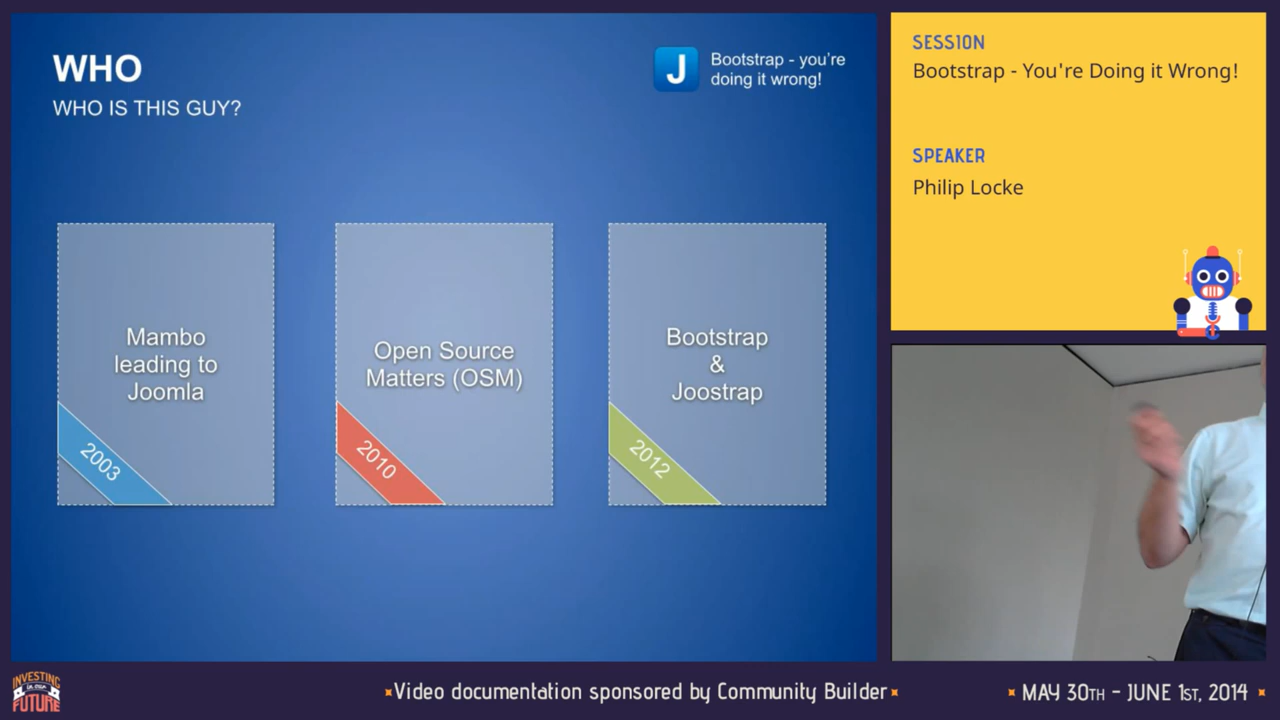 WHO
WHO IS THIS GUY?
J
Bootstrap - you're
doing it wrong!
Mambo
leading to
Joomla
2003
Open Source
Matters (OSM)
2010
Bootstrap
&
Joostrap
2012
SESSION
Bootstrap - You're Doing it Wrong!
SPEAKER
Philip Locke
INVESTING
IN OUR
FUTURE
Video documentation sponsored by Community Builder
MAY 30TH - JUNE 1ST, 2014